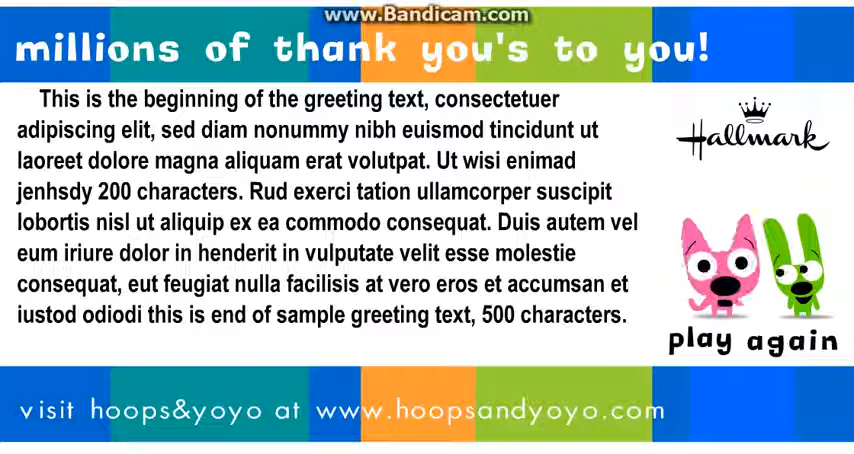 www.Bandicam.com
millions of thank you's to you!
This is the beginning of the greeting text, consectetuer
adipiscing elit, sed diam nonummy nibh euismod tincidunt ut
laoreet dolore magna aliquam erat volutpat. Ut wisi enimad
jenhsdy 200 characters. Rud exerci tation ullamcorper suscipit
lobortis nisl ut aliquip ex ea commodo consequat. Duis autem vel
eum iriure dolor in henderit in vulputate velit esse molestie
consequat, eut feugiat nulla facilisis at vero eros et accumsan et
iustod odiodi this is end of sample greeting text, 500 characters.
Hallmark
play again
visit hoops&yoyo at www.hoopsandyoyo.com